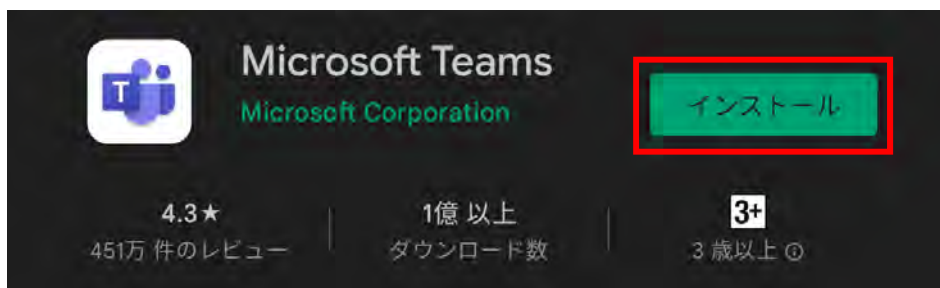 Microsoft Teams
Microsoft Corporation
インストール
T
4.3★
1億 以上
3+
451万 件のレビュー
ダウンロード数
3 歳以上 ⓘ